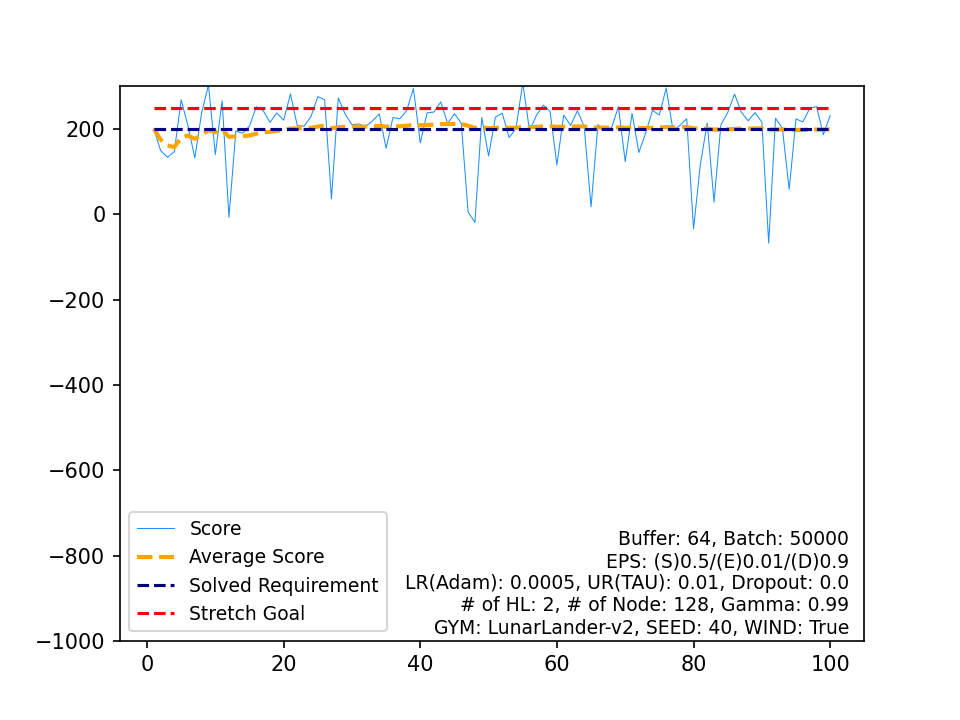 200
0
−200
−400
−600
−800
−1000
0 20 40 60 80 100
Score
Average Score
Solved Requirement
Stretch Goal
Buffer: 64, Batch: 50000
EPS: (S)0.5/(E)0.01/(D)0.9
LR(Adam): 0.0005, UR(TAU): 0.01, Dropout: 0.0
# of HL: 2, # of Node: 128, Gamma: 0.99
GYM: LunarLander-v2, SEED: 40, WIND: True